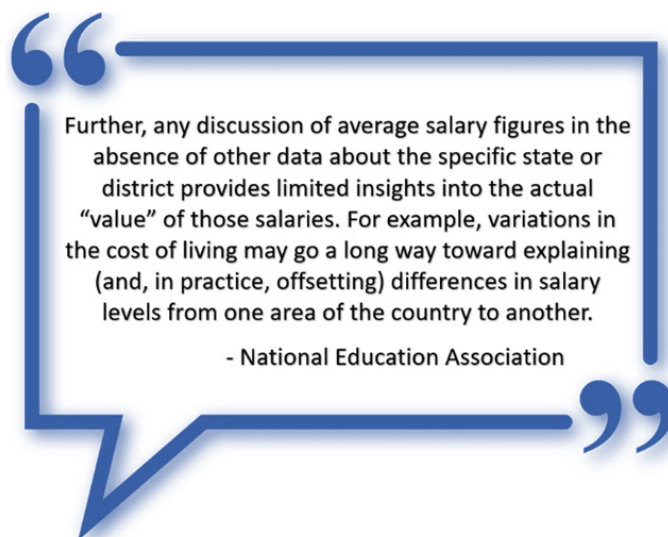 Further, any discussion of average salary figures in the
absence of other data about the specific state or
district provides limited insights into the actual
“value” of those salaries. For example, variations in
the cost of living may go a long way toward explaining
(and, in practice, offsetting) differences in salary
levels from one area of the country to another.
- National Education Association